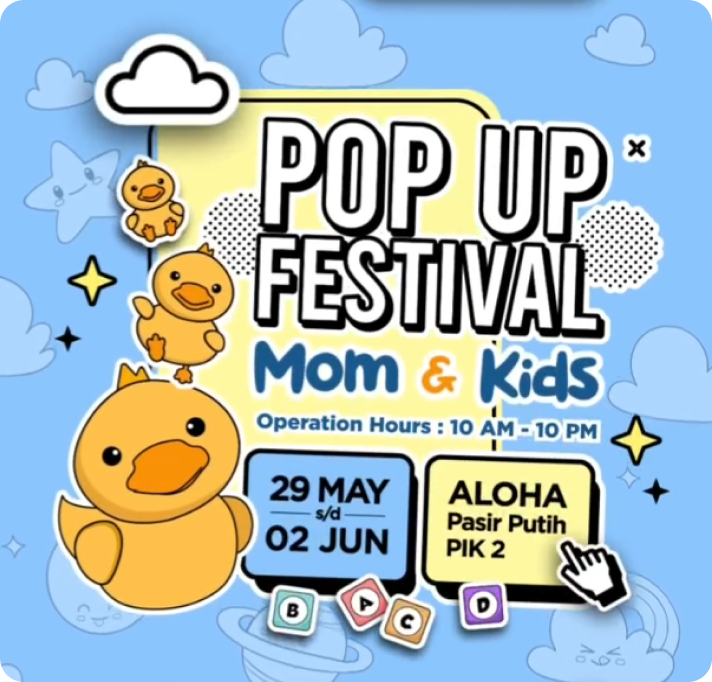 POP UP
FESTIVAL
Mom & Kids
Operation Hours : 10 AM - 10 PM
29 MAY
s/d
02 JUN
ALOHA
Pasir Putih
PIK 2
B
A
C
D